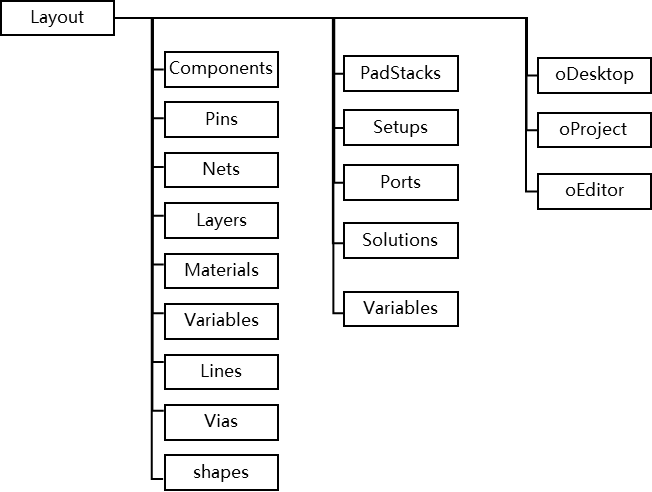 Layout
Components
Pins
Nets
Layers
Materials
Variables
Lines
Vias
shapes
PadStacks
Setups
Ports
Solutions
Variables
oDesktop
oProject
oEditor